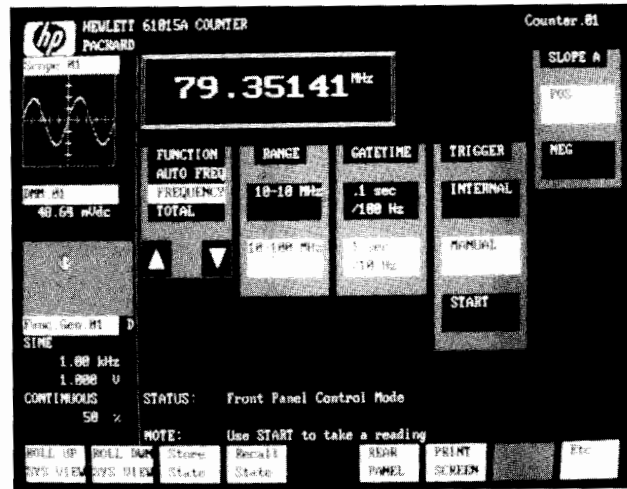 hp HEWLETT 61015A COUNTER Counter.01
PACKARD
Scope 01
79.35141 MHz
SLOPE A
POS
NEG
FUNCTION
AUTO FREQ
FREQUENCY
TOTAL
RANGE
10-10 MHz
10-100 MHz
GATETIME
.1 sec
/100 Hz
1 sec
/10 Hz
TRIGGER
INTERNAL
MANUAL
START
DMM 01
48.64 mVdc
Func.Gen.01 D
SINE
1.00 kHz
1.000 V
CONTINUOUS
50 %
STATUS: Front Panel Control Mode
NOTE: Use START to take a reading
ROLL UP
SYS VIEW
ROLL DWN
SYS VIEW
Store
State
Recall
State
REAR
PANEL
PRINT
SCREEN
Etc